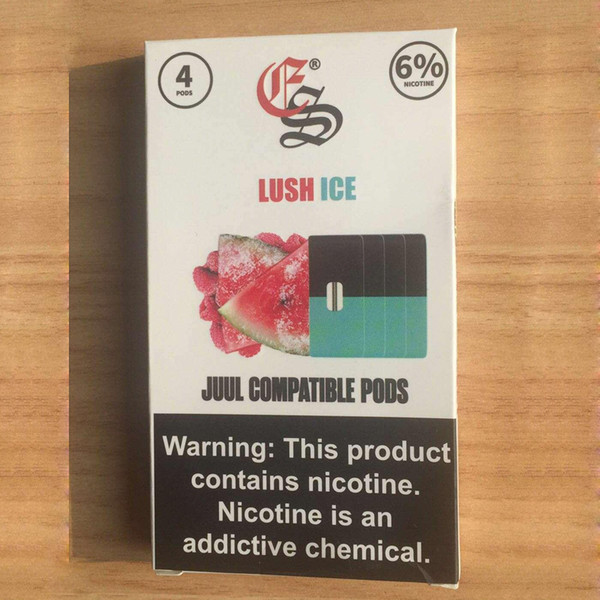 4
PODS
6%
NICOTINE
ES®
LUSH ICE
JUUL COMPATIBLE PODS
Warning: This product
contains nicotine.
Nicotine is an
addictive chemical.